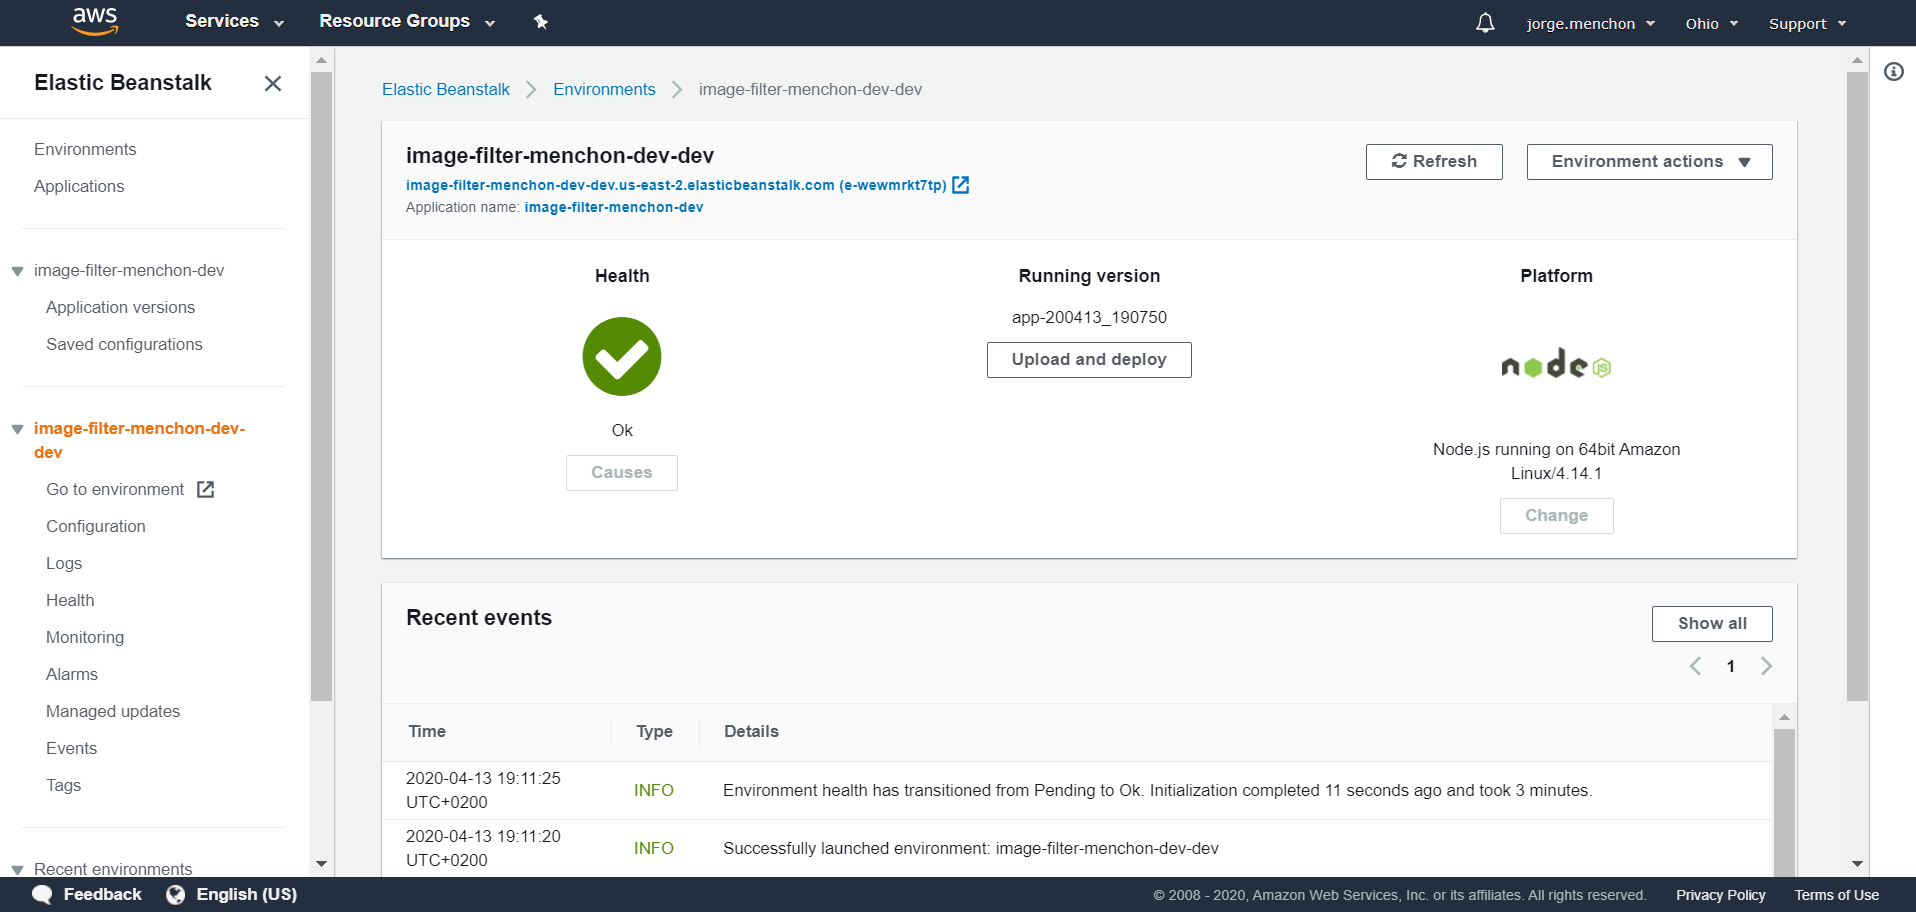 aws Services Resource Groups jorge.menchon Ohio Support
Elastic Beanstalk
Environments
Applications
image-filter-menchon-dev
Application versions
Saved configurations
image-filter-menchon-dev-
dev
Go to environment
Configuration
Logs
Health
Monitoring
Alarms
Managed updates
Events
Tags
Recent environments
Elastic Beanstalk Environments image-filter-menchon-dev-dev
image-filter-menchon-dev-dev
image-filter-menchon-dev-dev.us-east-2.elasticbeanstalk.com (e-wewmrkt7tp)
Application name: image-filter-menchon-dev
Refresh
Environment actions
Health
Ok
Causes
Running version
app-200413_190750
Upload and deploy
Platform
node JS
Node.js running on 64bit Amazon
Linux/4.14.1
Change
Recent events
Show all
1
Time Type Details
2020-04-13 19:11:25
UTC+0200
INFO
Environment health has transitioned from Pending to Ok. Initialization completed 11 seconds ago and took 3 minutes.
2020-04-13 19:11:20
UTC+0200
INFO
Successfully launched environment: image-filter-menchon-dev-dev
Feedback English (US)
© 2008 - 2020, Amazon Web Services, Inc. or its affiliates. All rights reserved. Privacy Policy Terms of Use